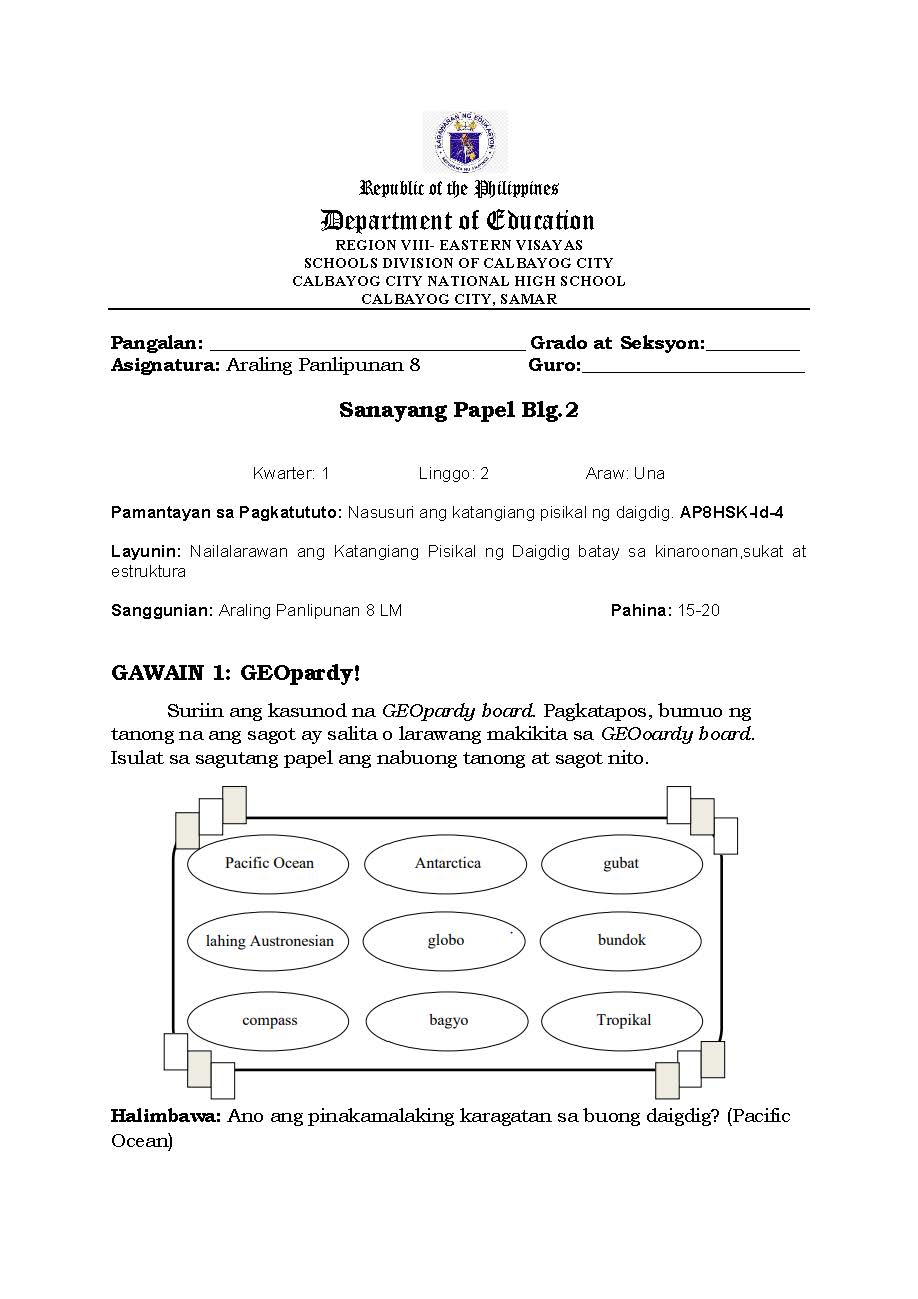 KAGAWARAN NG EDUKASYON
Republic of the Philippines
Department of Education
REGION VIII- EASTERN VISAYAS
SCHOOLS DIVISION OF CALBAYOG CITY
CALBAYOG CITY NATIONAL HIGH SCHOOL
CALBAYOG CITY, SAMAR
Pangalan: ______________________________ Grado at Seksyon:_________
Asignatura: Araling Panlipunan 8 Guro:_____________________
Sanayang Papel Blg.2
Kwarter: 1 Linggo: 2 Araw: Una
Pamantayan sa Pagkatututo: Nasusuri ang katangiang pisikal ng daigdig. AP8HSK-Id-4
Layunin: Nailalarawan ang Katangiang Pisikal ng Daigdig batay sa kinaroonan,sukat at
estruktura
Sanggunian: Araling Panlipunan 8 LM Pahina: 15-20
GAWAIN 1: GEOpardy!
Suriin ang kasunod na GEOpardy board. Pagkatapos, bumuo ng
tanong na ang sagot ay salita o larawang makikita sa GEOoardy board.
Isulat sa sagutang papel ang nabuong tanong at sagot nito.
Pacific Ocean Antarctica gubat
lahing Austronesian globo bundok
compass bagyo Tropikal
Halimbawa: Ano ang pinakamalaking karagatan sa buong daigdig? (Pacific
Ocean)